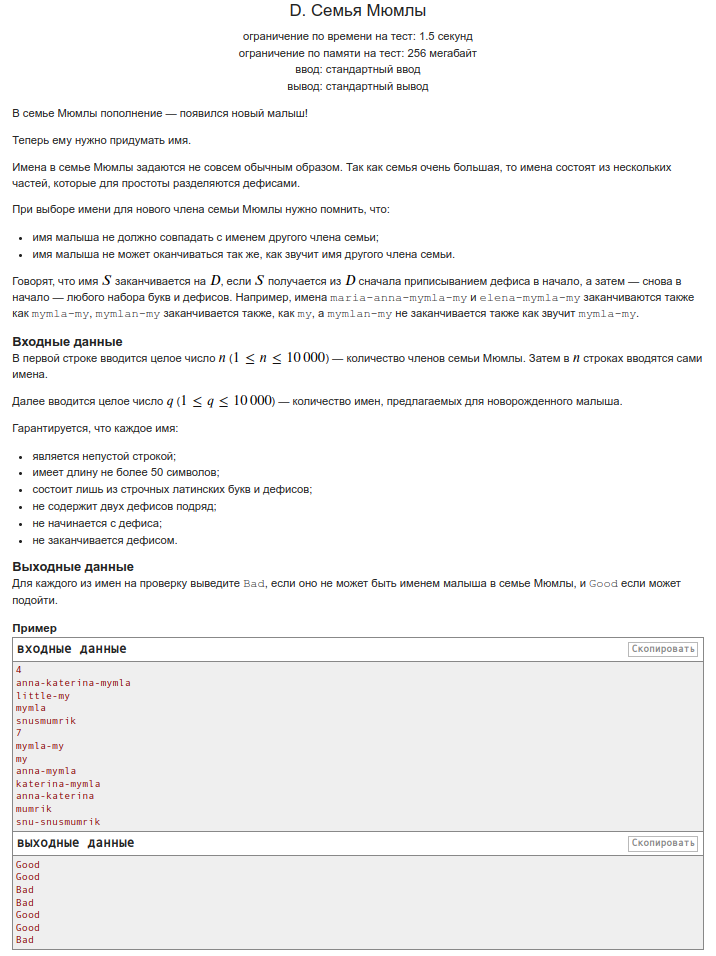 D. Семья Мюмлы
ограничение по времени на тест: 1.5 секунд
ограничение по памяти на тест: 256 мегабайт
ввод: стандартный ввод
вывод: стандартный вывод
В семье Мюмлы пополнение — появился новый малыш!
Теперь ему нужно придумать имя.
Имена в семье Мюмлы задаются не совсем обычным образом. Так как семья очень большая, то имена состоят из нескольких
частей, которые для простоты разделяются дефисами.
При выборе имени для нового члена семьи Мюмлы нужно помнить, что:
• имя малыша не должно совпадать с именем другого члена семьи;
• имя малыша не может оканчиваться так же, как звучит имя другого члена семьи.
Говорят, что имя S заканчивается на D, если S получается из D сначала приписыванием дефиса в начало, а затем — снова в
начало — любого набора букв и дефисов. Например, имена maria-anna-mymla-my и elena-mymla-my заканчиваются также
как mymla-my, mymlan-my заканчивается также, как my, а mymlan-my не заканчивается также как звучит mymla-my.
Входные данные
В первой строке вводится целое число n (1 ≤ n ≤ 10 000) — количество членов семьи Мюмлы. Затем в n строках вводятся сами
имена.
Далее вводится целое число q (1 ≤ q ≤ 10 000) — количество имен, предлагаемых для новорожденного малыша.
Гарантируется, что каждое имя:
• является непустой строкой;
• имеет длину не более 50 символов;
• состоит лишь из строчных латинских букв и дефисов;
• не содержит двух дефисов подряд;
• не начинается с дефиса;
• не заканчивается дефисом.
Выходные данные
Для каждого из имен на проверку выведите Bad, если оно не может быть именем малыша в семье Мюмлы, и Good если может
подойти.
Пример
входные данные
Скопировать
4
anna-katerina-mymla
little-my
mymla
snusmumrik
7
mymla-my
my
anna-mymla
katerina-mymla
anna-katerina
mumrik
snu-snusmumrik
выходные данные
Скопировать
Good
Good
Bad
Bad
Good
Good
Bad